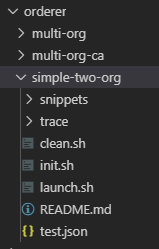 orderer
multi-org
multi-org-ca
simple-two-org
snippets
trace
clean.sh
init.sh
launch.sh
README.md
test.json